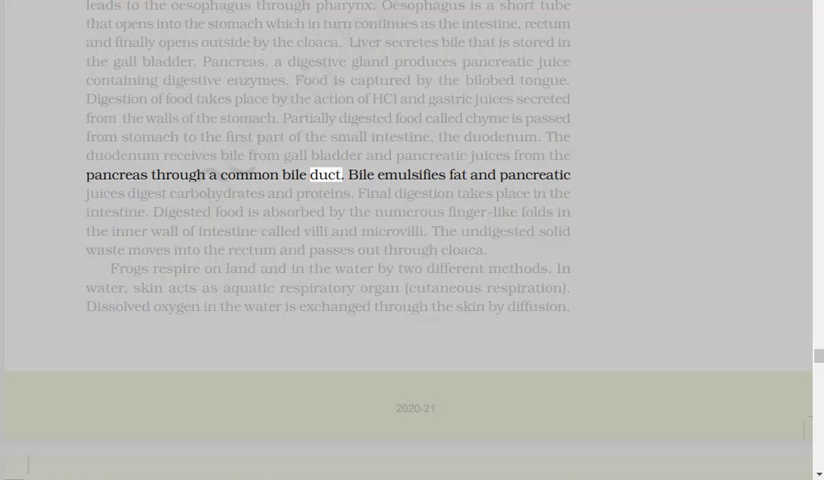 leads to the oesophagus through pharynx. Oesophagus is a short tube
that opens into the stomach which in turn continues as the intestine, rectum
and finally opens outside by the cloaca. Liver secretes bile that is stored in
the gall bladder. Pancreas, a digestive gland produces pancreatic juice
containing digestive enzymes. Food is captured by the bilobed tongue.
Digestion of food takes place by the action of HCl and gastric juices secreted
from the walls of the stomach. Partially digested food called chyme is passed
from stomach to the first part of the small intestine, the duodenum. The
duodenum receives bile from gall bladder and pancreatic juices from the
pancreas through a common bile duct. Bile emulsifies fat and pancreatic
juices digest carbohydrates and proteins. Final digestion takes place in the
intestine. Digested food is absorbed by the numerous finger-like folds in
the inner wall of intestine called villi and microvilli. The undigested solid
waste moves into the rectum and passes out through cloaca.
Frogs respire on land and in the water by two different methods. In
water, skin acts as aquatic respiratory organ (cutaneous respiration).
Dissolved oxygen in the water is exchanged through the skin by diffusion.
2020-21